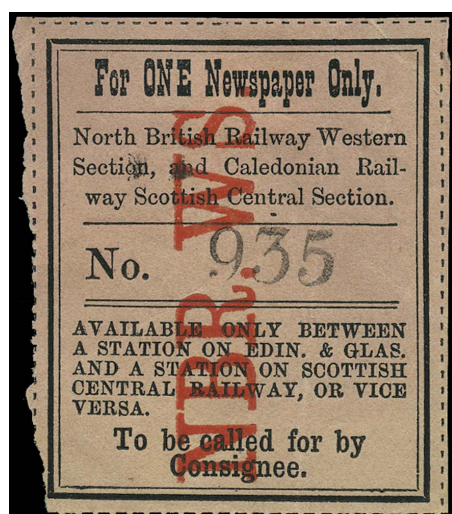 For ONE Newspaper Only.
North British Railway Western
Section, and Caledonian Rail-
way Scottish Central Section.
No. 935
AVAILABLE ONLY BETWEEN
A STATION ON EDIN. & GLAS.
AND A STATION ON SCOTTISH
CENTRAL RAILWAY, OR VICE
VERSA.
To be called for by
Consignee.
NBR. WS.